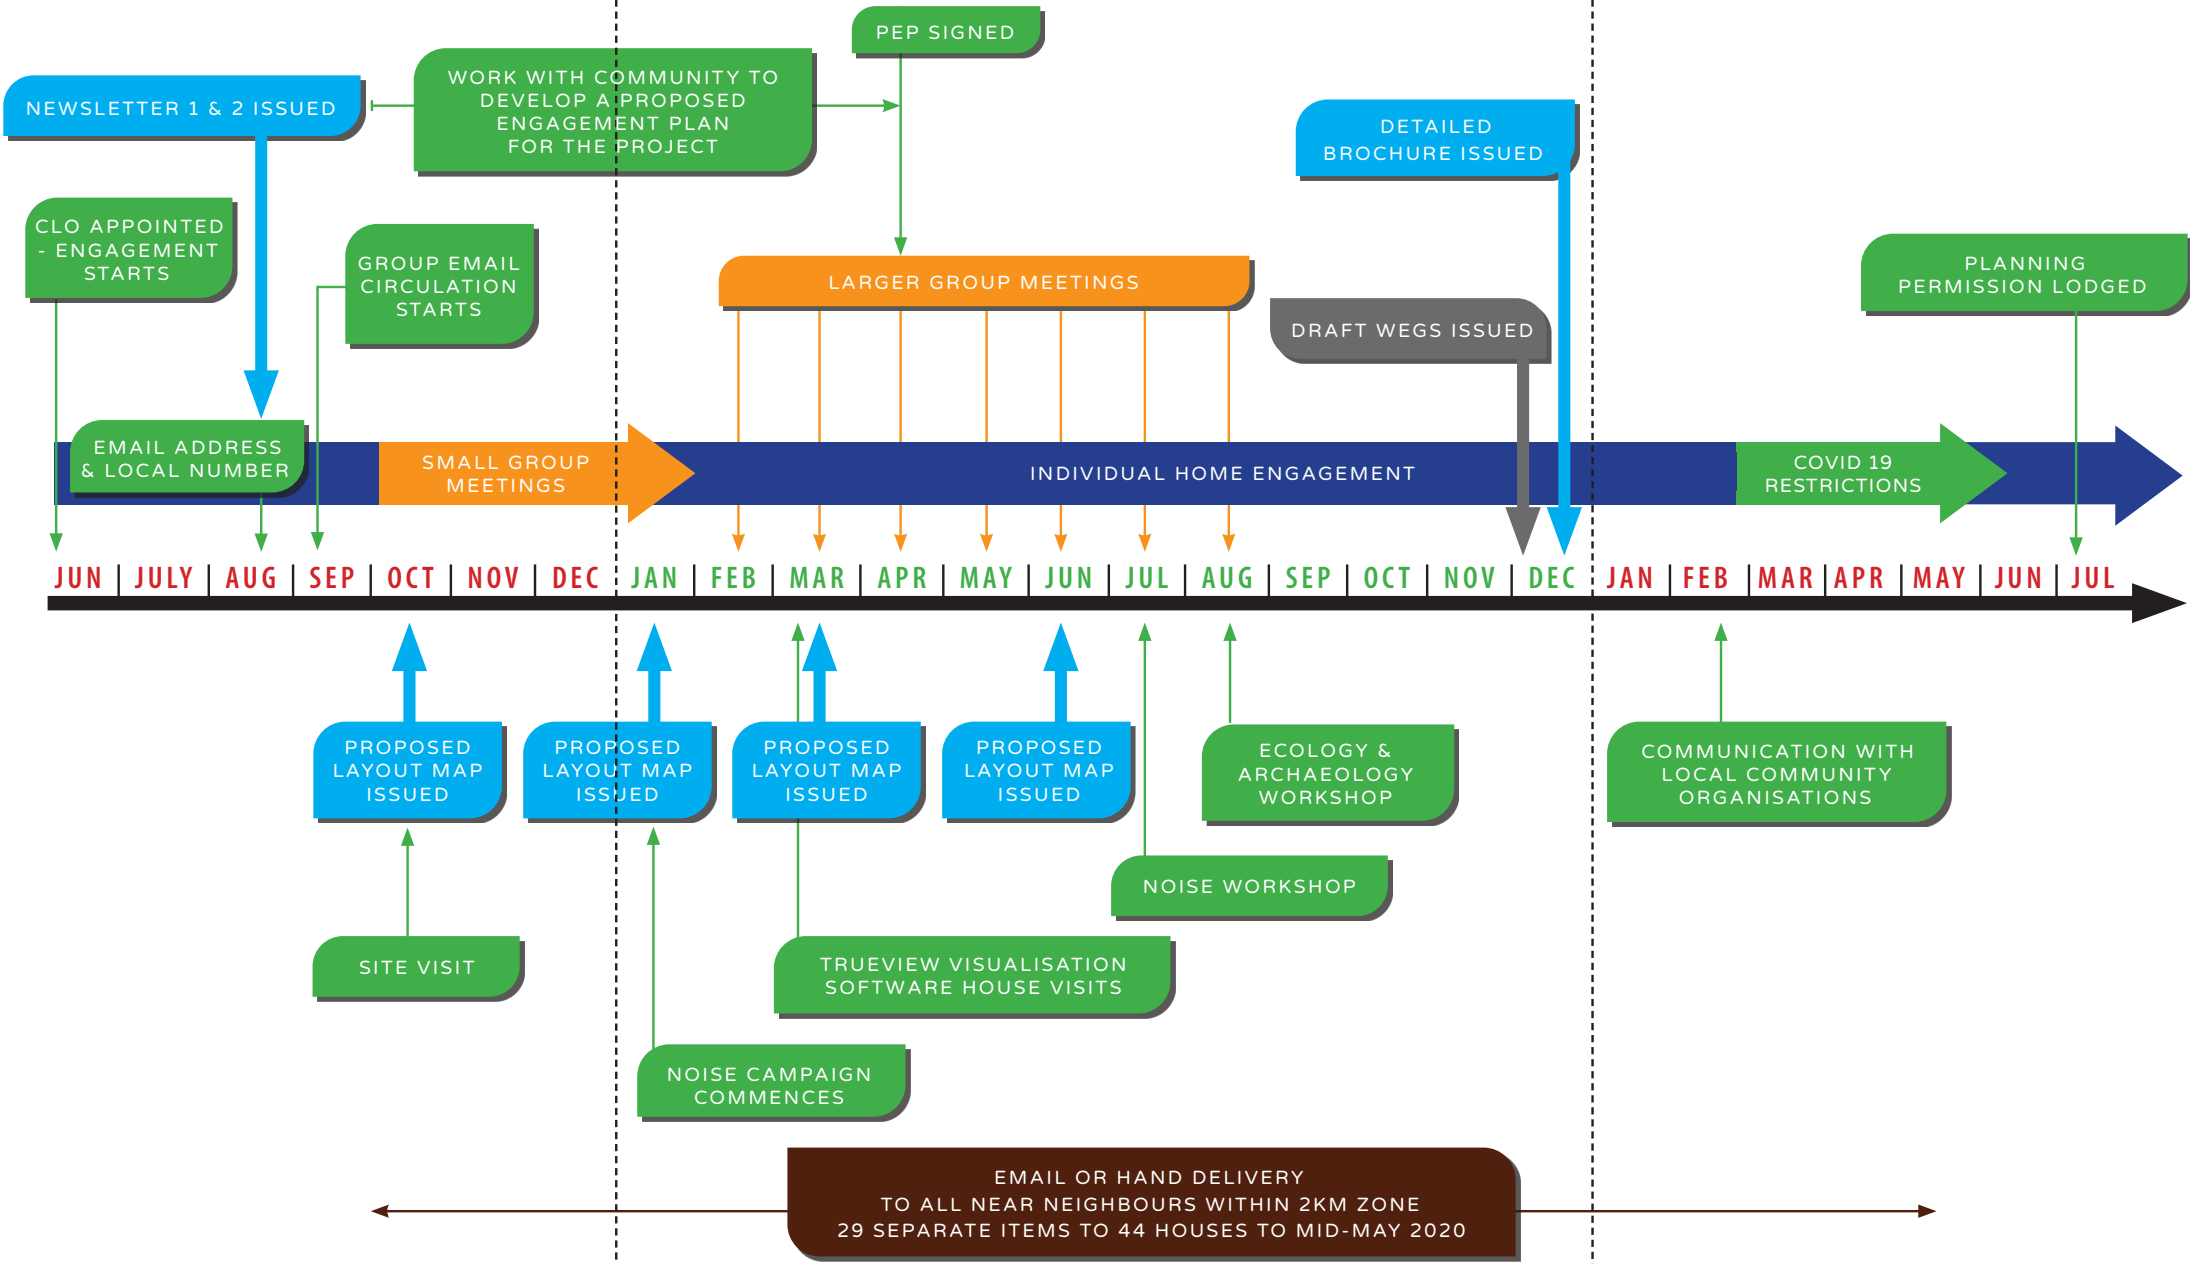 PEP SIGNED
NEWSLETTER 1 & 2 ISSUED
WORK WITH COMMUNITY TO
DEVELOP A PROPOSED
ENGAGEMENT PLAN
FOR THE PROJECT
DETAILED
BROCHURE ISSUED
CLO APPOINTED
- ENGAGEMENT
STARTS
GROUP EMAIL
CIRCULATION
STARTS
LARGER GROUP MEETINGS
DRAFT WEGS ISSUED
PLANNING
PERMISSION LODGED
EMAIL ADDRESS
& LOCAL NUMBER
SMALL GROUP
MEETINGS
INDIVIDUAL HOME ENGAGEMENT
COVID 19
RESTRICTIONS
JUN JULY AUG SEP OCT NOV DEC JAN FEB MAR APR MAY JUN JUL AUG SEP OCT NOV DEC JAN FEB MAR APR MAY JUN JUL
PROPOSED
LAYOUT MAP
ISSUED
PROPOSED
LAYOUT MAP
ISSUED
PROPOSED
LAYOUT MAP
ISSUED
PROPOSED
LAYOUT MAP
ISSUED
ECOLOGY &
ARCHAEOLOGY
WORKSHOP
COMMUNICATION WITH
LOCAL COMMUNITY
ORGANISATIONS
NOISE WORKSHOP
SITE VISIT
TRUEVIEW VISUALISATION
SOFTWARE HOUSE VISITS
NOISE CAMPAIGN
COMMENCES
EMAIL OR HAND DELIVERY
TO ALL NEAR NEIGHBOURS WITHIN 2KM ZONE
29 SEPARATE ITEMS TO 44 HOUSES TO MID-MAY 2020